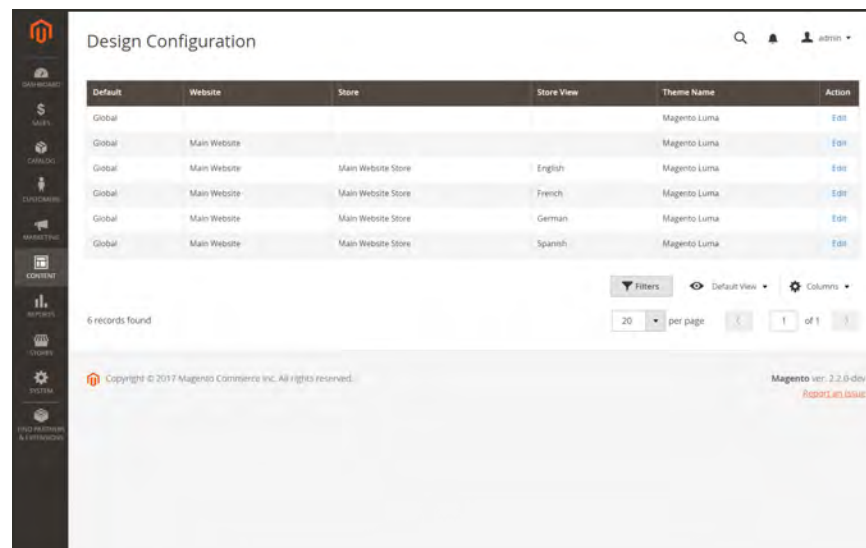 Design Configuration
admin
DASHBOARD
SALES
CATALOG
CUSTOMERS
MARKETING
CONTENT
REPORTS
STORES
SYSTEM
FIND PARTNERS
& EXTENSIONS
Default Website Store Store View Theme Name Action
Global Magento Luma Edit
Global Main Website Magento Luma Edit
Global Main Website Main Website Store English Magento Luma Edit
Global Main Website Main Website Store French Magento Luma Edit
Global Main Website Main Website Store German Magento Luma Edit
Global Main Website Main Website Store Spanish Magento Luma Edit
Filters Default View Columns
6 records found 20 per page 1 of 1
Copyright © 2017 Magento Commerce Inc. All rights reserved. Magento ver. 2.2.0-dev
Report an Issue